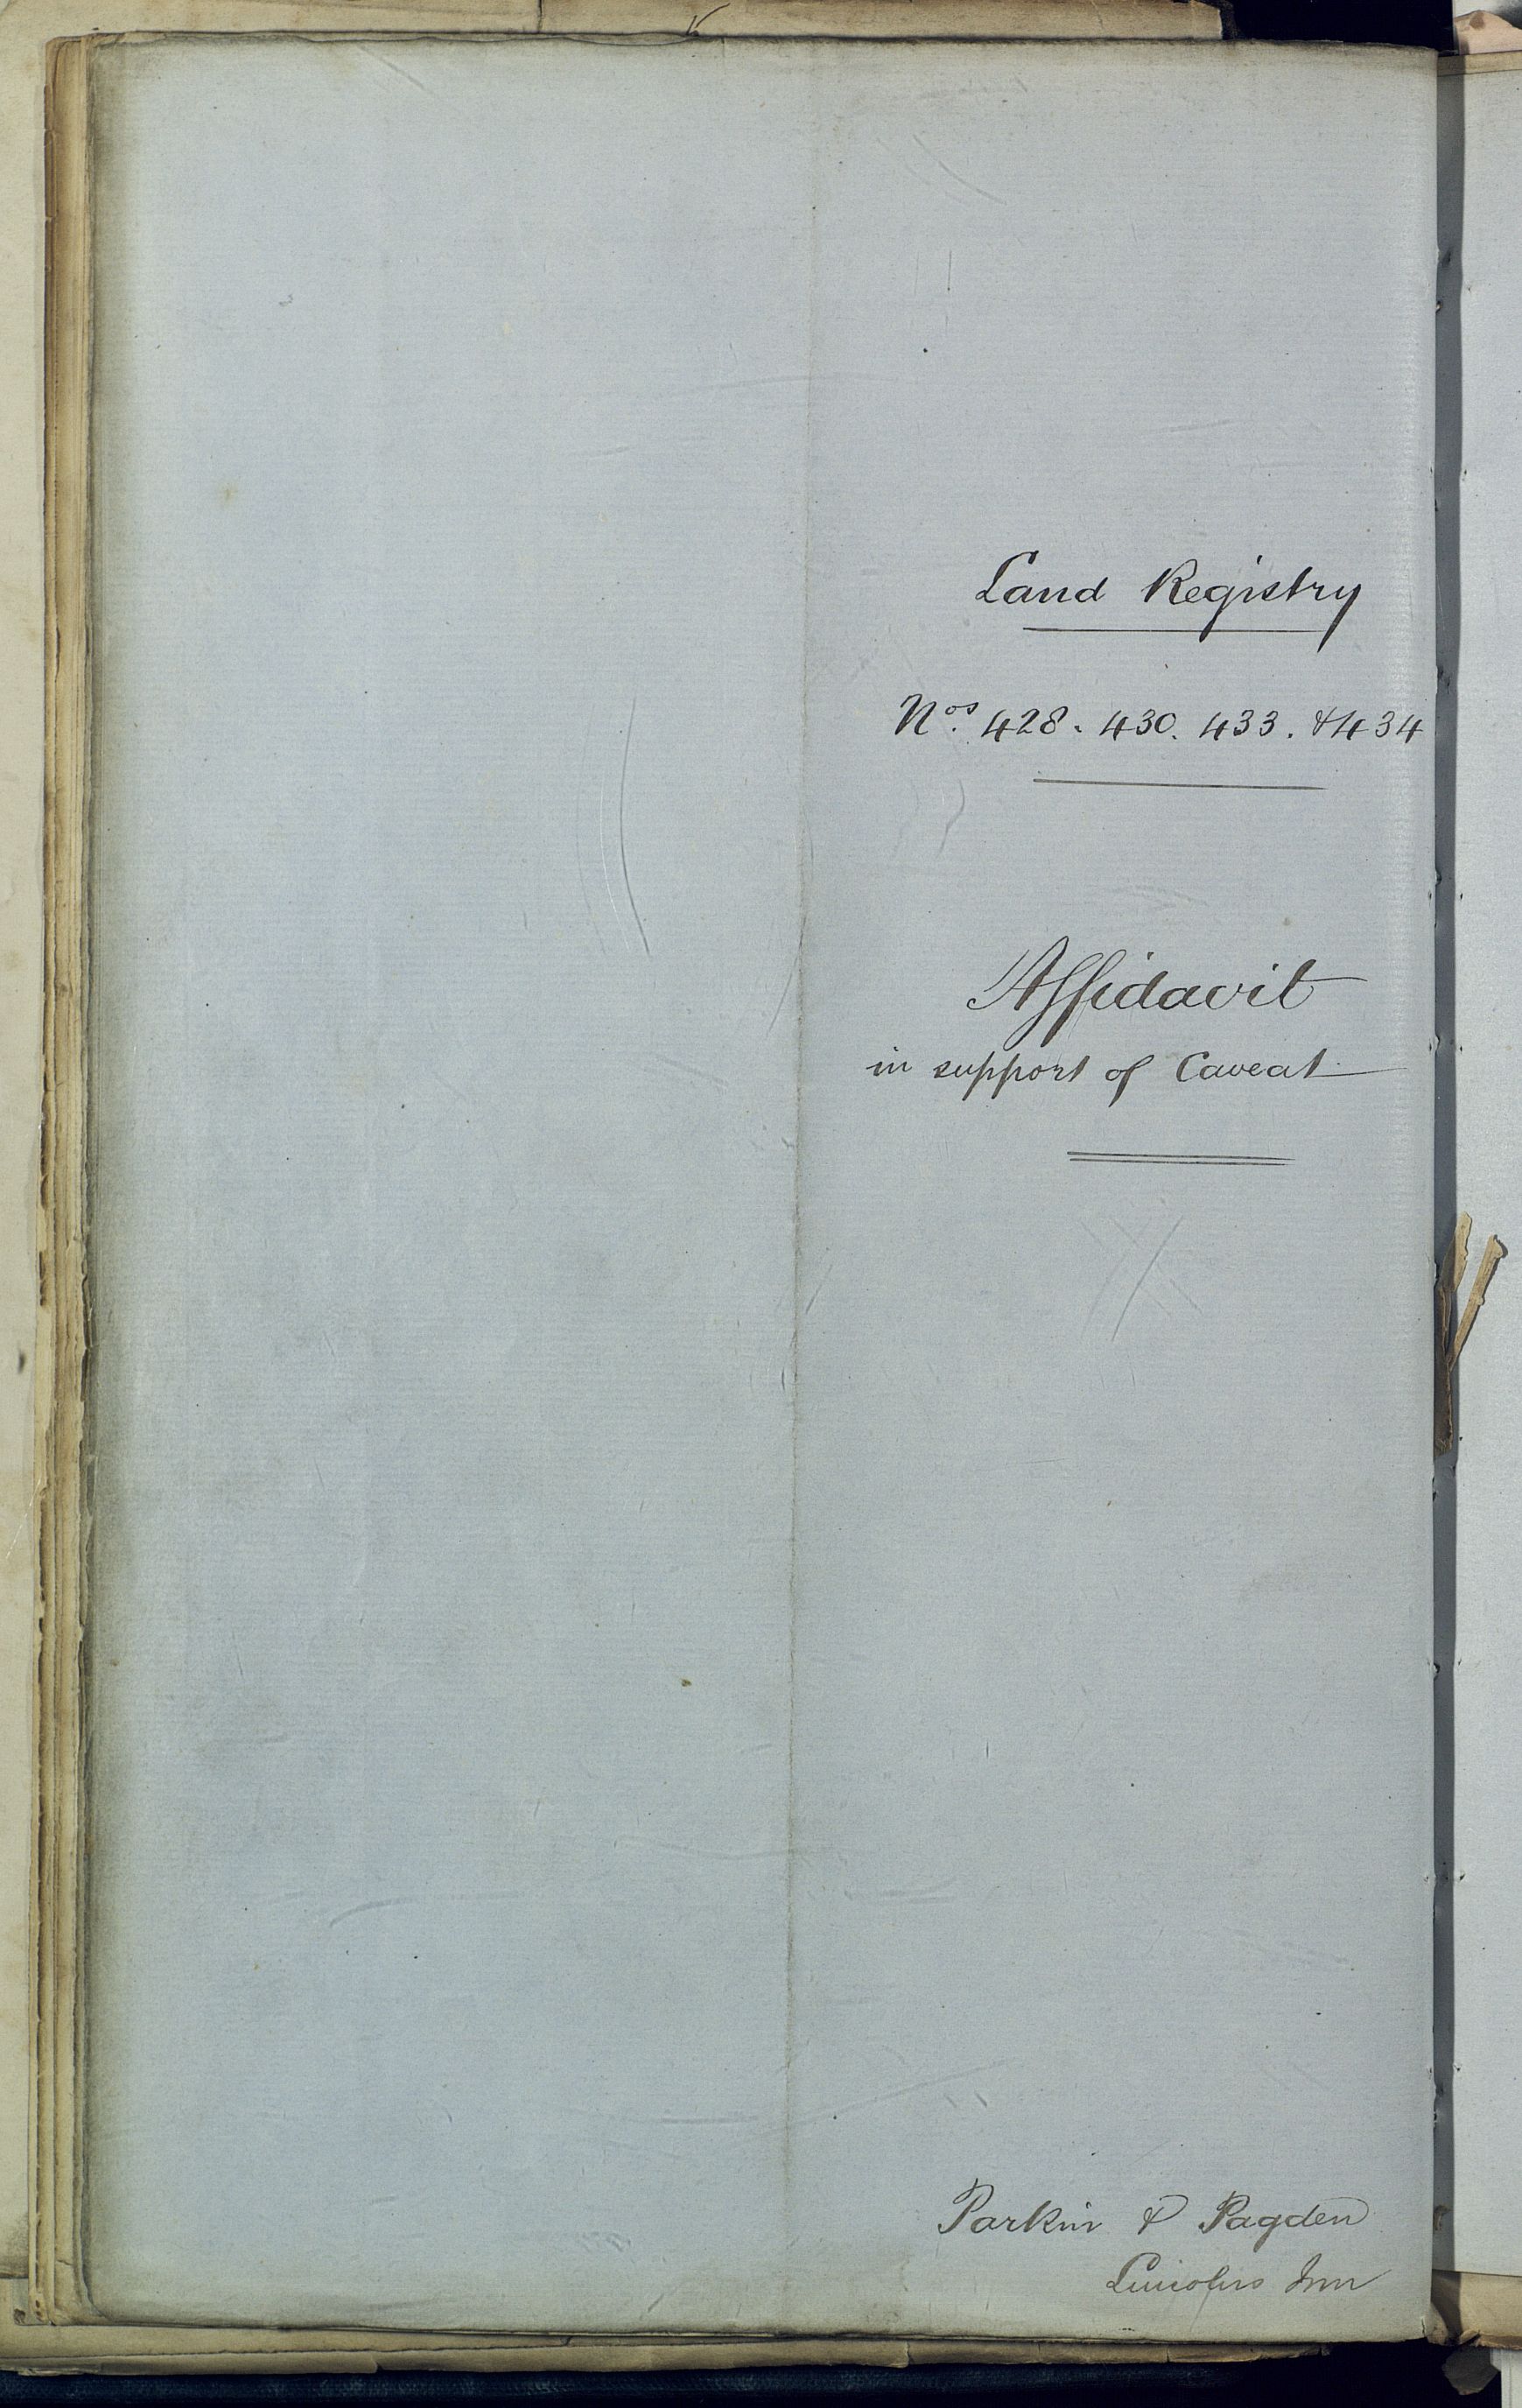 Land Registry
Nos. 428. 430. 433. & 434
Affidavit
in support of Caveat
Parkin & Pagden
Lincolns Inn